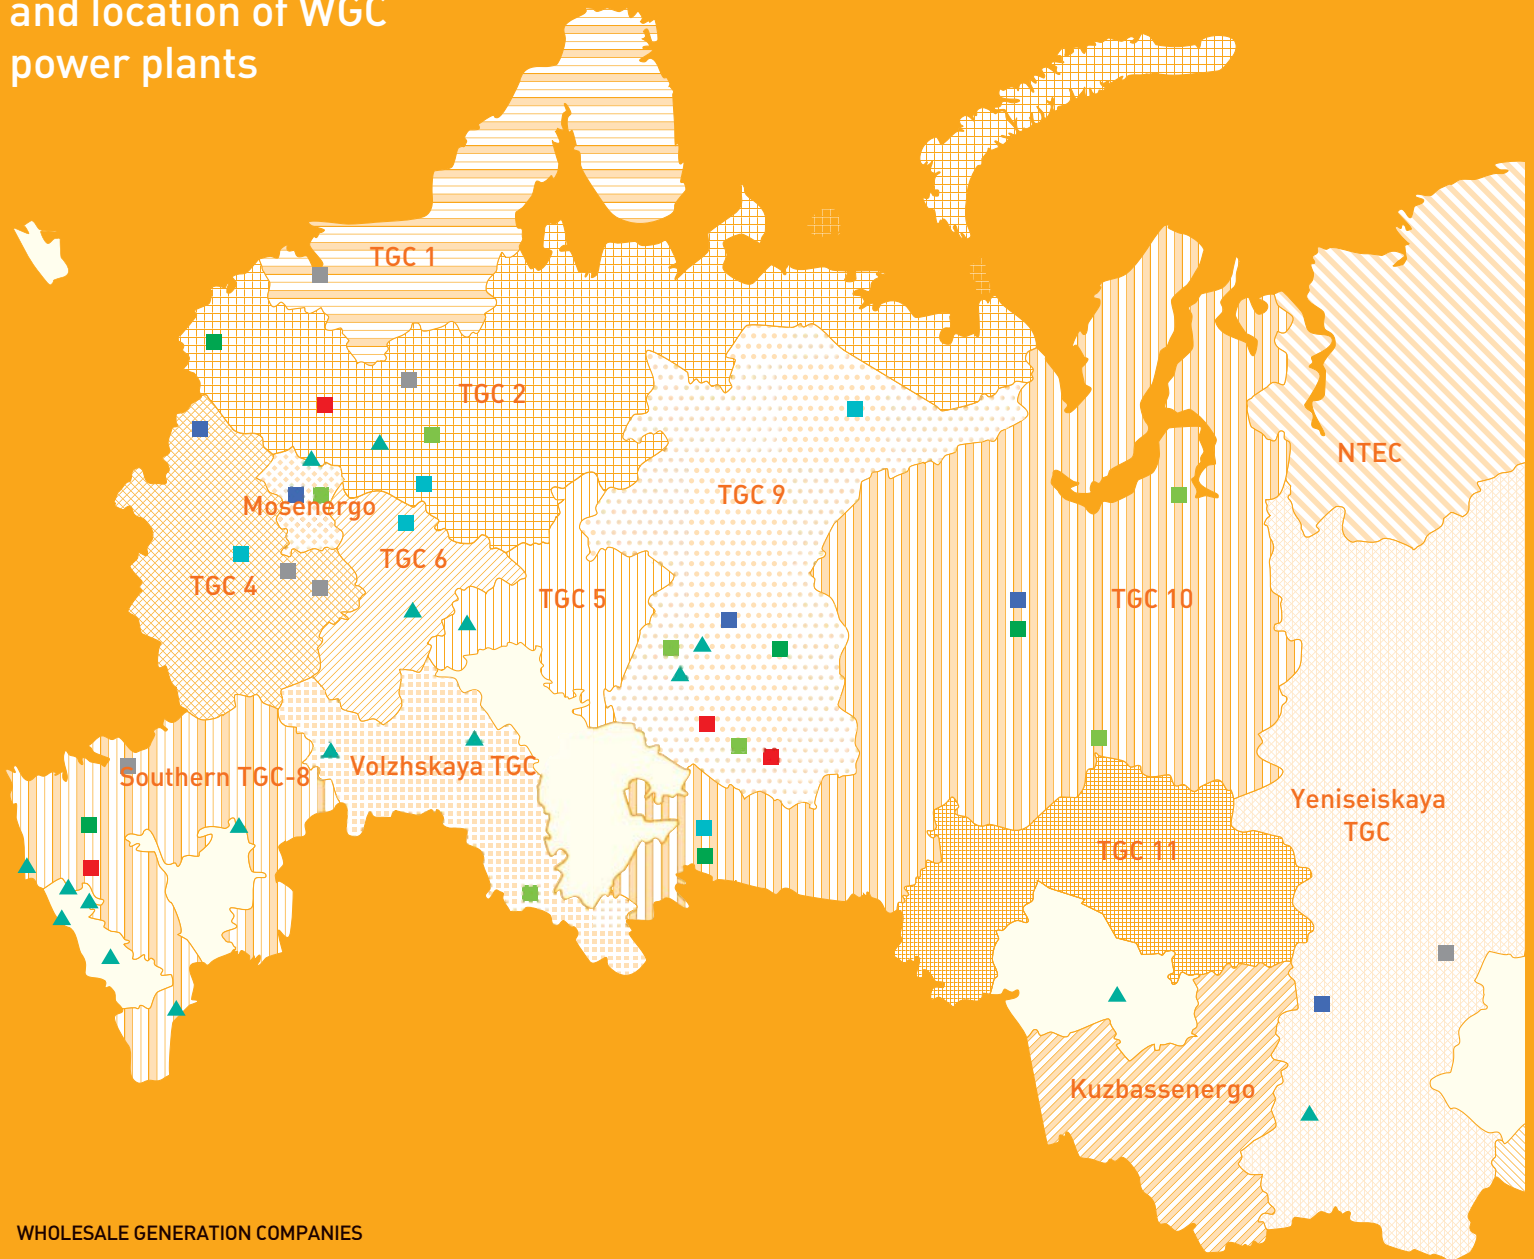 and location of WGC
power plants
TGC 1
TGC 2
NTEC
TGC 9
Mosenergo
TGC 6
TGC 4
TGC 5
TGC 10
Southern TGC-8
Volzhskaya TGC
Yeniseiskaya
TGC
TGC 11
Kuzbassenergo
WHOLESALE GENERATION COMPANIES